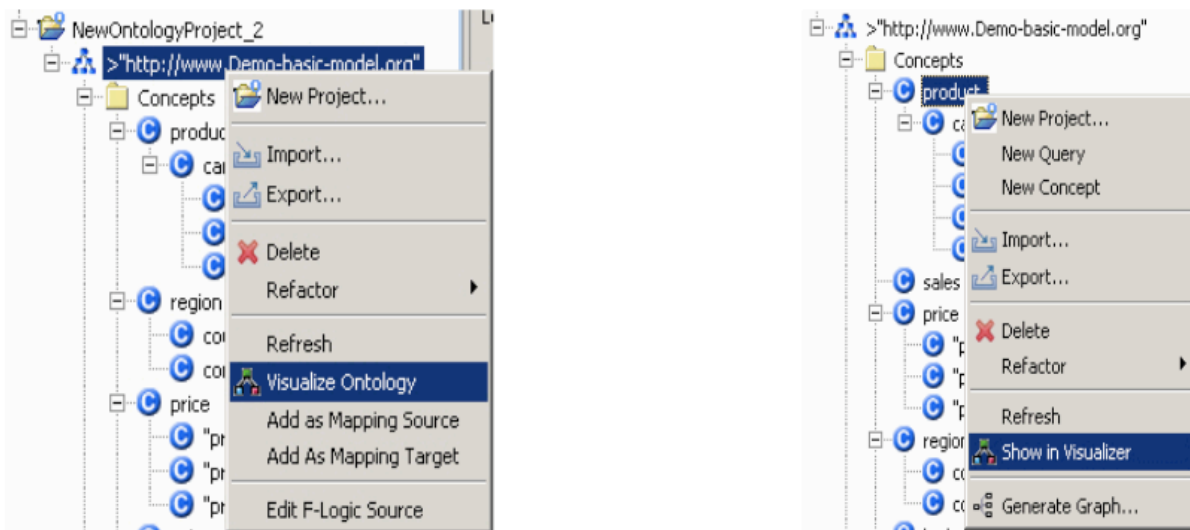 NewOntologyProject_2
>"http://www.Demo-basic-model.org"
Concepts
New Project...
Import...
Export...
Delete
region
Refactor
Refresh
Visualize Ontology
price
Add as Mapping Source
Add As Mapping Target
Edit F-Logic Source
>"http://www.Demo-basic-model.org"
Concepts
product
New Project...
New Query
New Concept
Import...
Export...
sales
price
Delete
Refactor
Refresh
Show in Visualizer
Generate Graph...